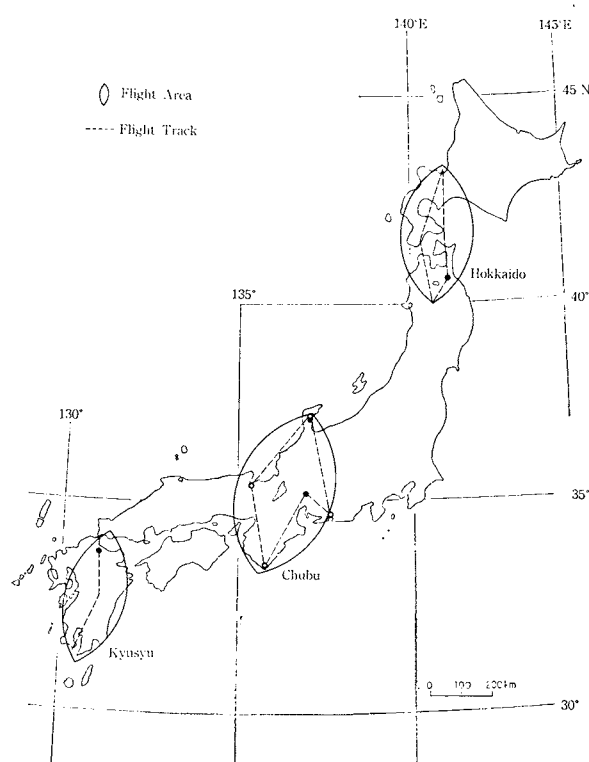 140°E
145°E
Flight Area
45 N
Flight Track
Hokkaido
135°
40°
130°
35°
Chubu
Kyusyu
0 100 200km
30°